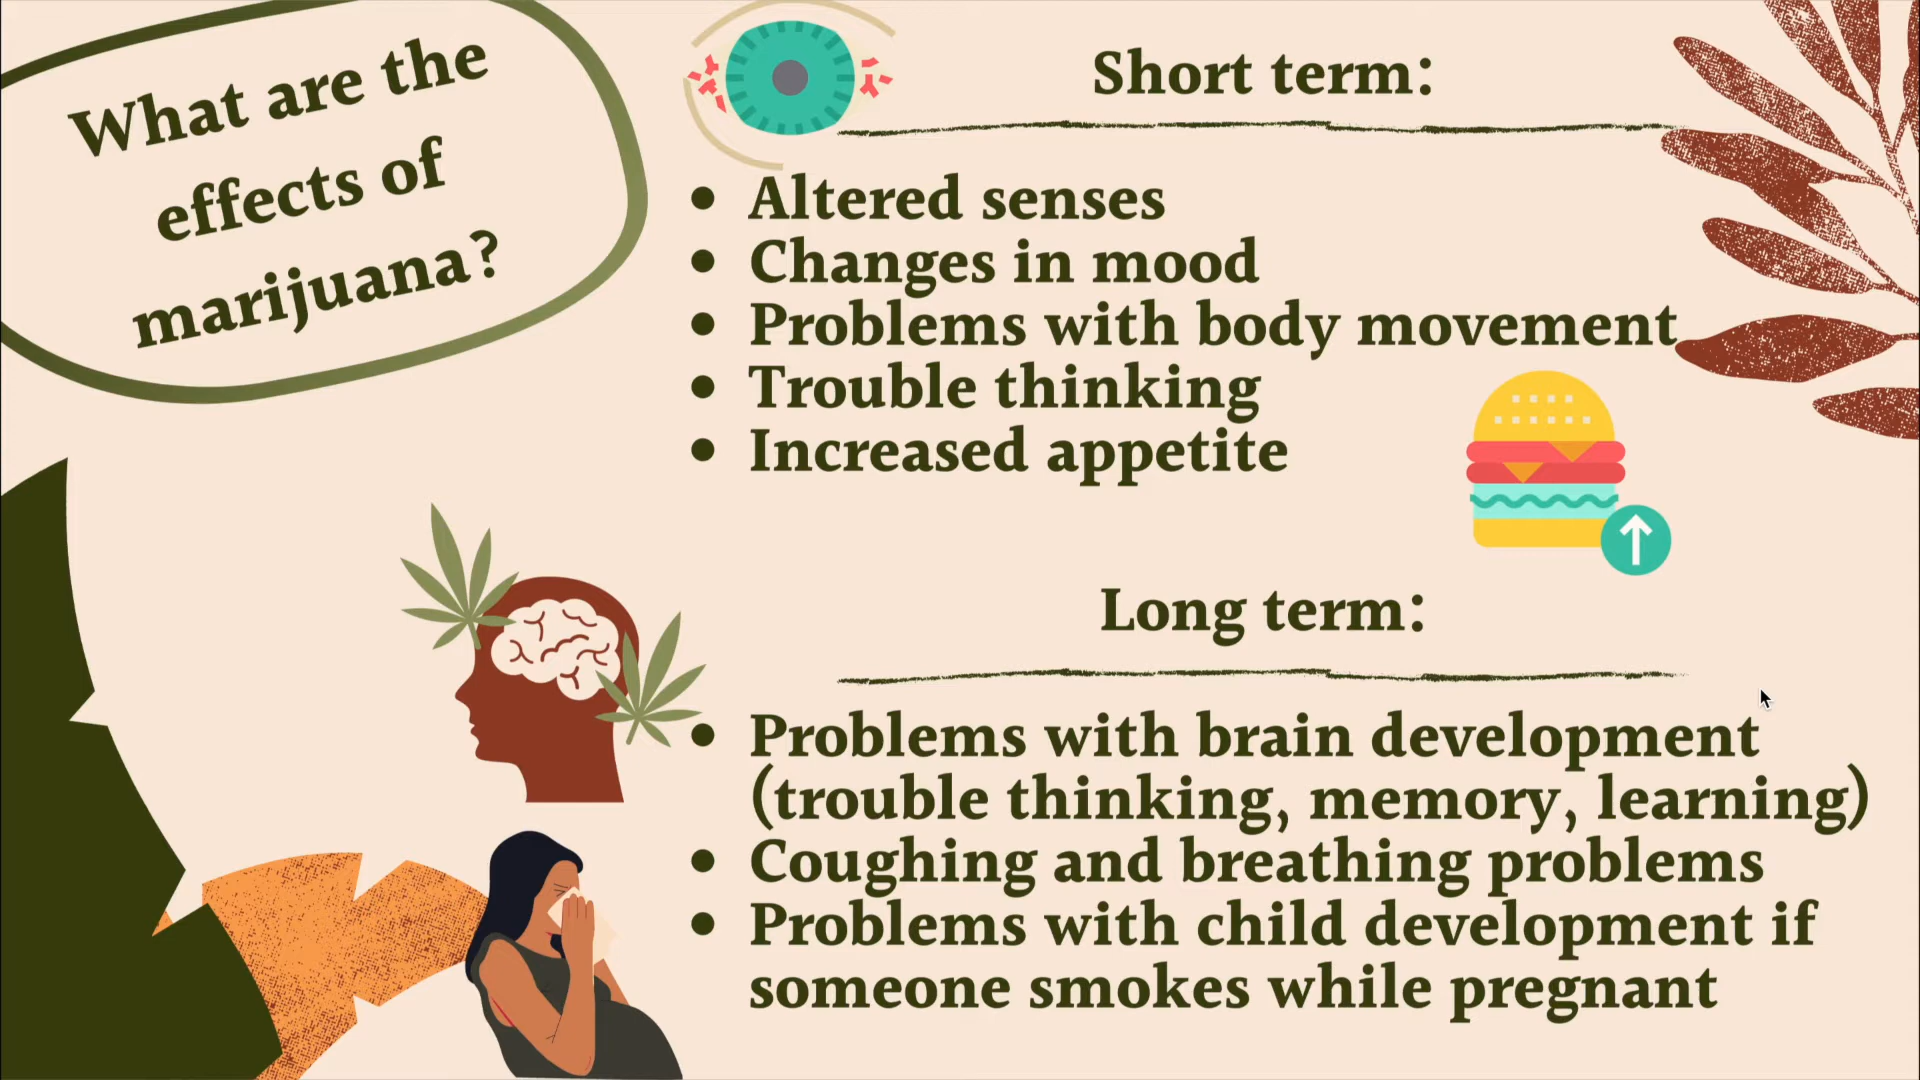 What are the
effects of
marijuana?
Short term:
• Altered senses
• Changes in mood
• Problems with body movement
• Trouble thinking
• Increased appetite
Long term:
• Problems with brain development
(trouble thinking, memory, learning)
• Coughing and breathing problems
• Problems with child development if
someone smokes while pregnant